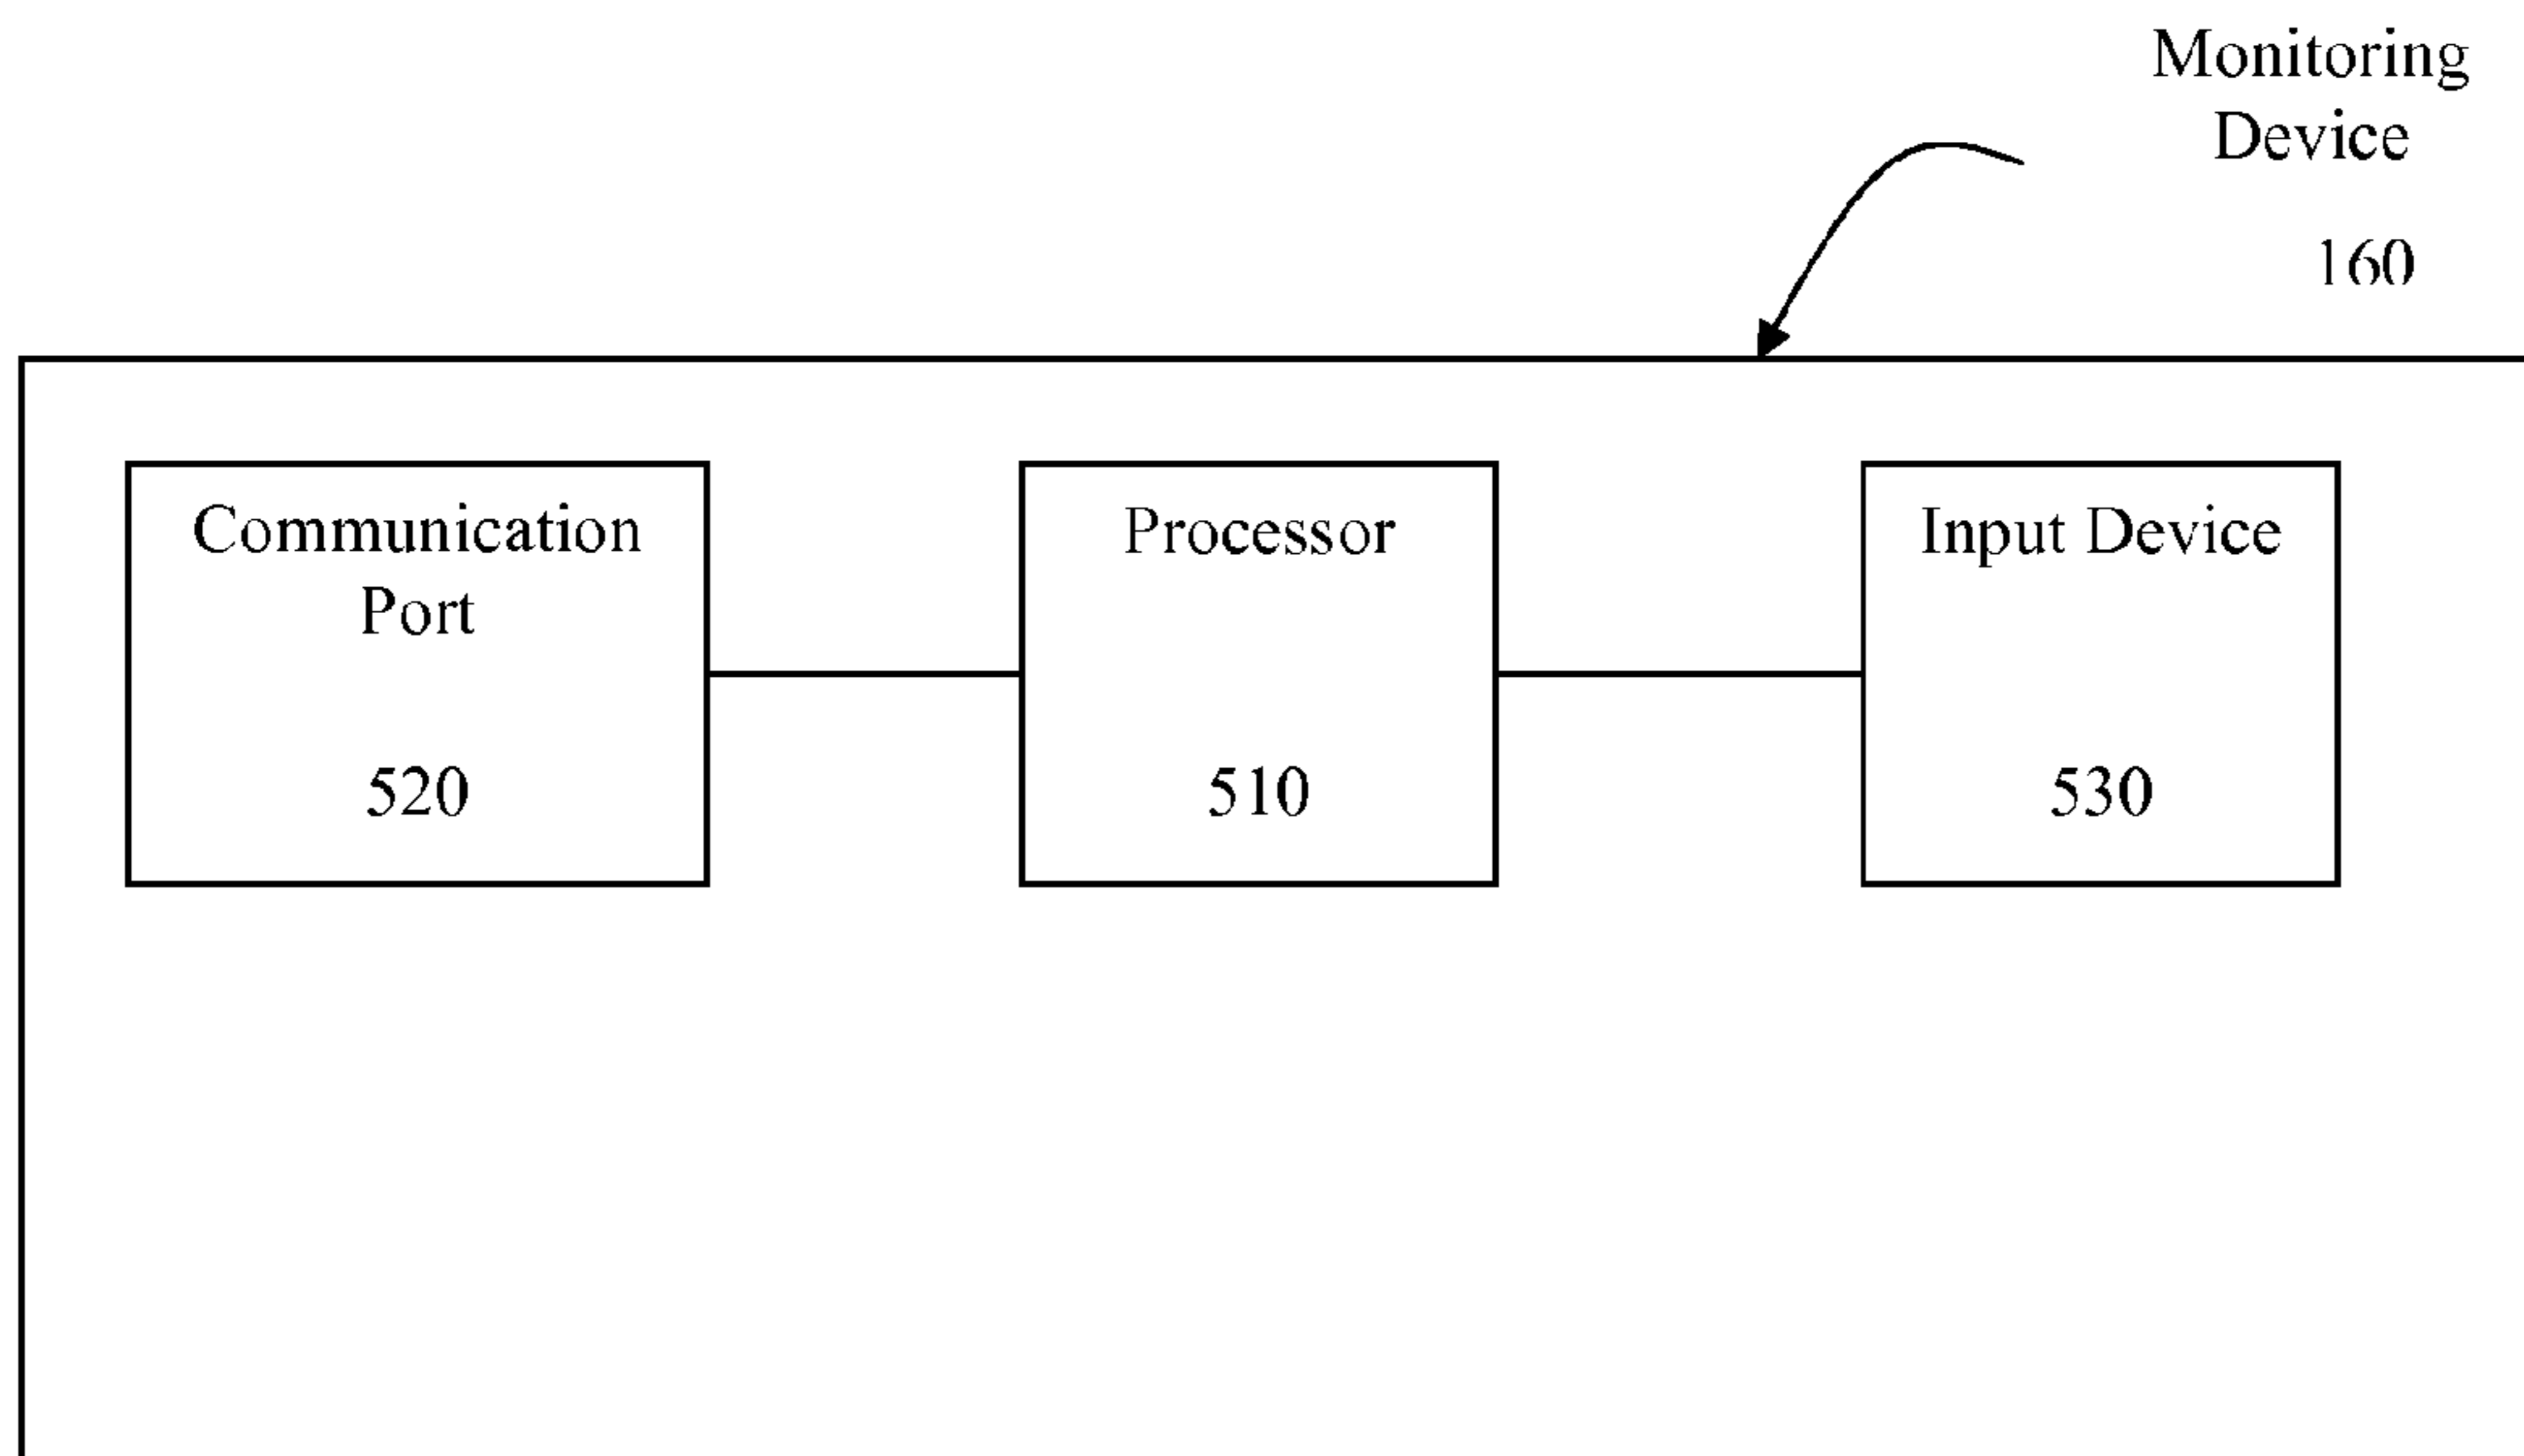 Monitoring
Device
160
Communication
Port
520
Processor
510
Input Device
530